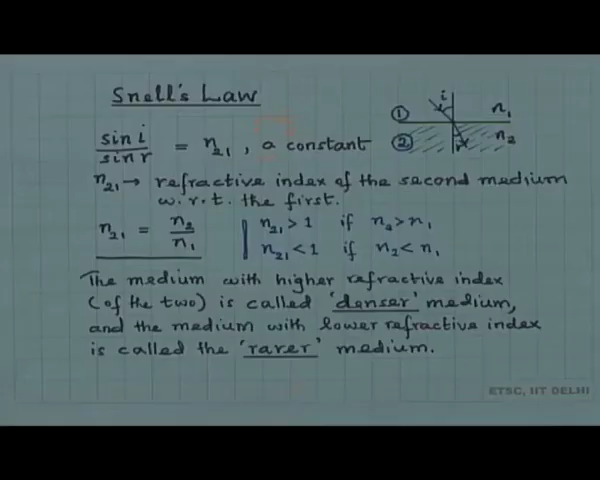 Snell's Law
i
① n₁
② n₂
r
sin i / sin r = n₂₁ , a constant
n₂₁ → refractive index of the second medium
w.r.t. the first.
n₂₁ = n₂ / n₁
n₂₁ > 1 if n₂ > n₁
n₂₁ < 1 if n₂ < n₁
The medium with higher refractive index
(of the two) is called 'denser' medium,
and the medium with lower refractive index
is called the 'rarer' medium.
ETSC, IIT DELHI